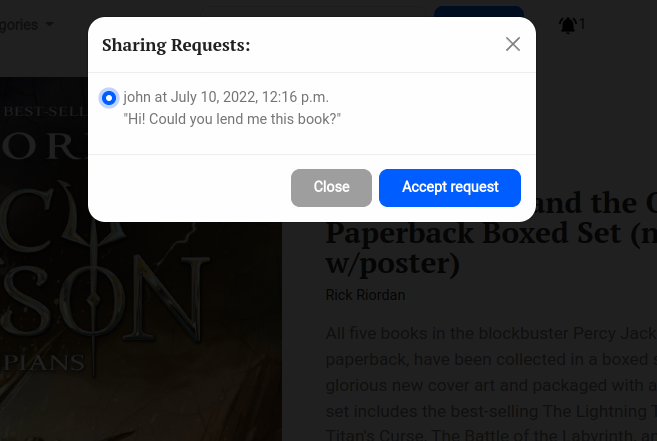 gories
1
Sharing Requests:
john at July 10, 2022, 12:16 p.m.
"Hi! Could you lend me this book?"
Close
Accept request
BEST-SELL
OR
SON
PIANS
and the
Paperback Boxed Set (n
w/poster)
Rick Riordan
All five books in the blockbuster Percy Jack
paperback, have been collected in a boxed s
glorious new cover art and packaged with a
set includes the best-selling The Lightning T
Titan's Curse, The Battle of the Labyrinth, an